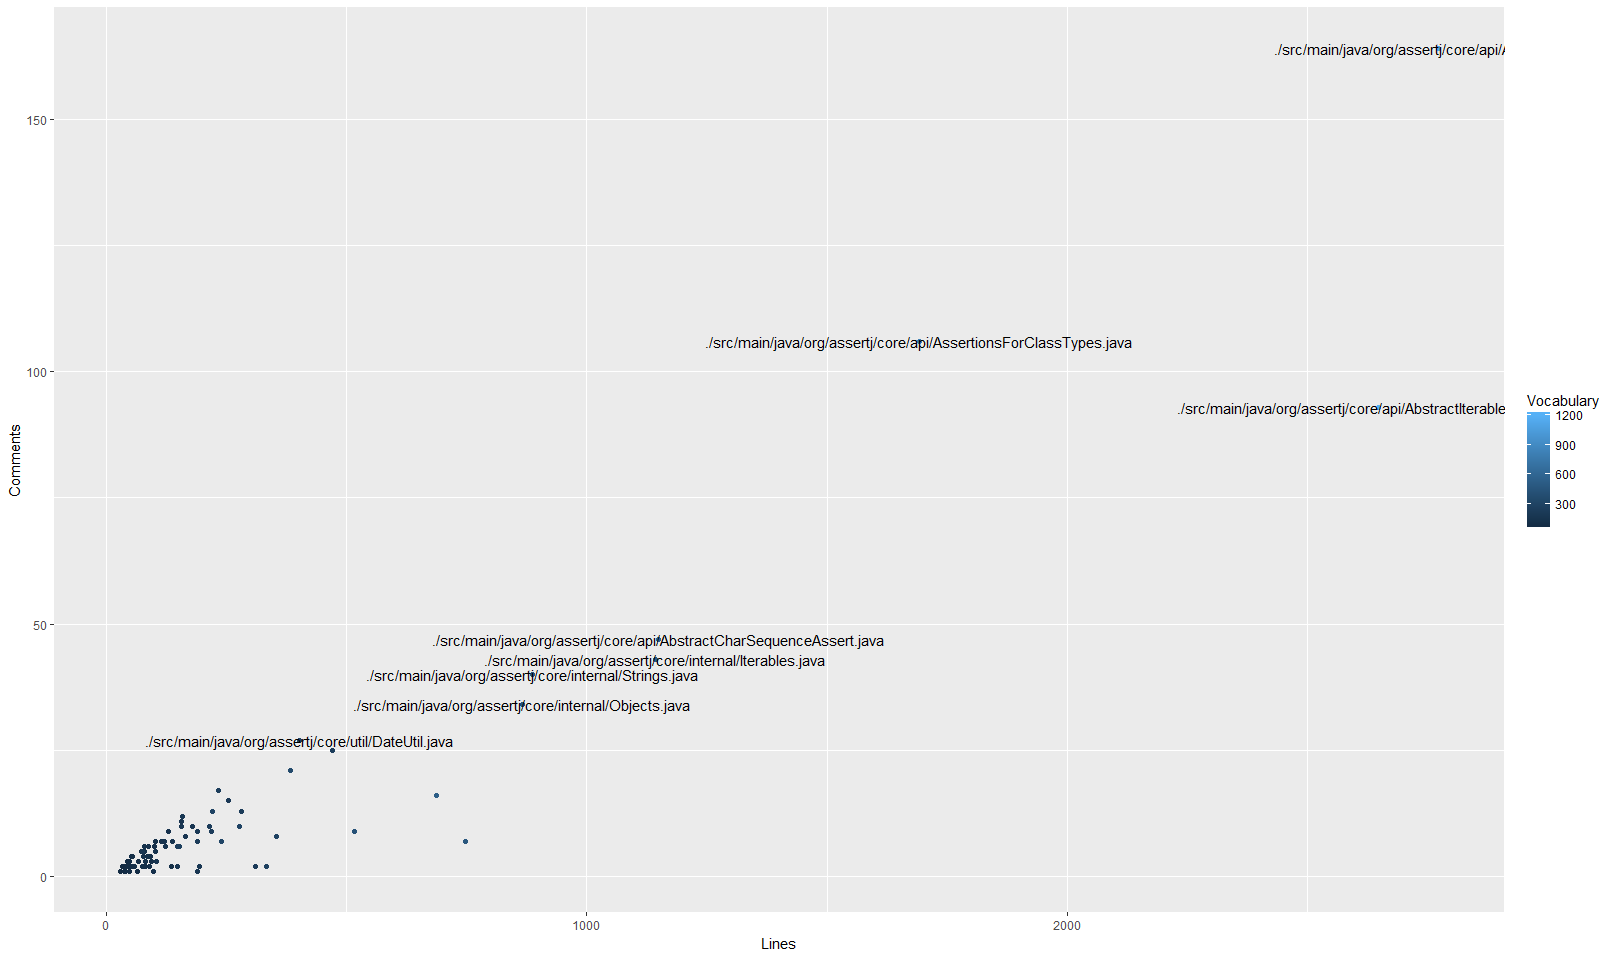 ./src/main/java/org/assertj/core/api/A
150
./src/main/java/org/assertj/core/api/AssertionsForClassTypes.java
100
./src/main/java/org/assertj/core/api/AbstractIterable
Vocabulary
1200
900
600
300
Comments
50
./src/main/java/org/assertj/core/api/AbstractCharSequenceAssert.java
./src/main/java/org/assertj/core/internal/Iterables.java
./src/main/java/org/assertj/core/internal/Strings.java
./src/main/java/org/assertj/core/internal/Objects.java
./src/main/java/org/assertj/core/util/DateUtil.java
0
0
1000
2000
Lines